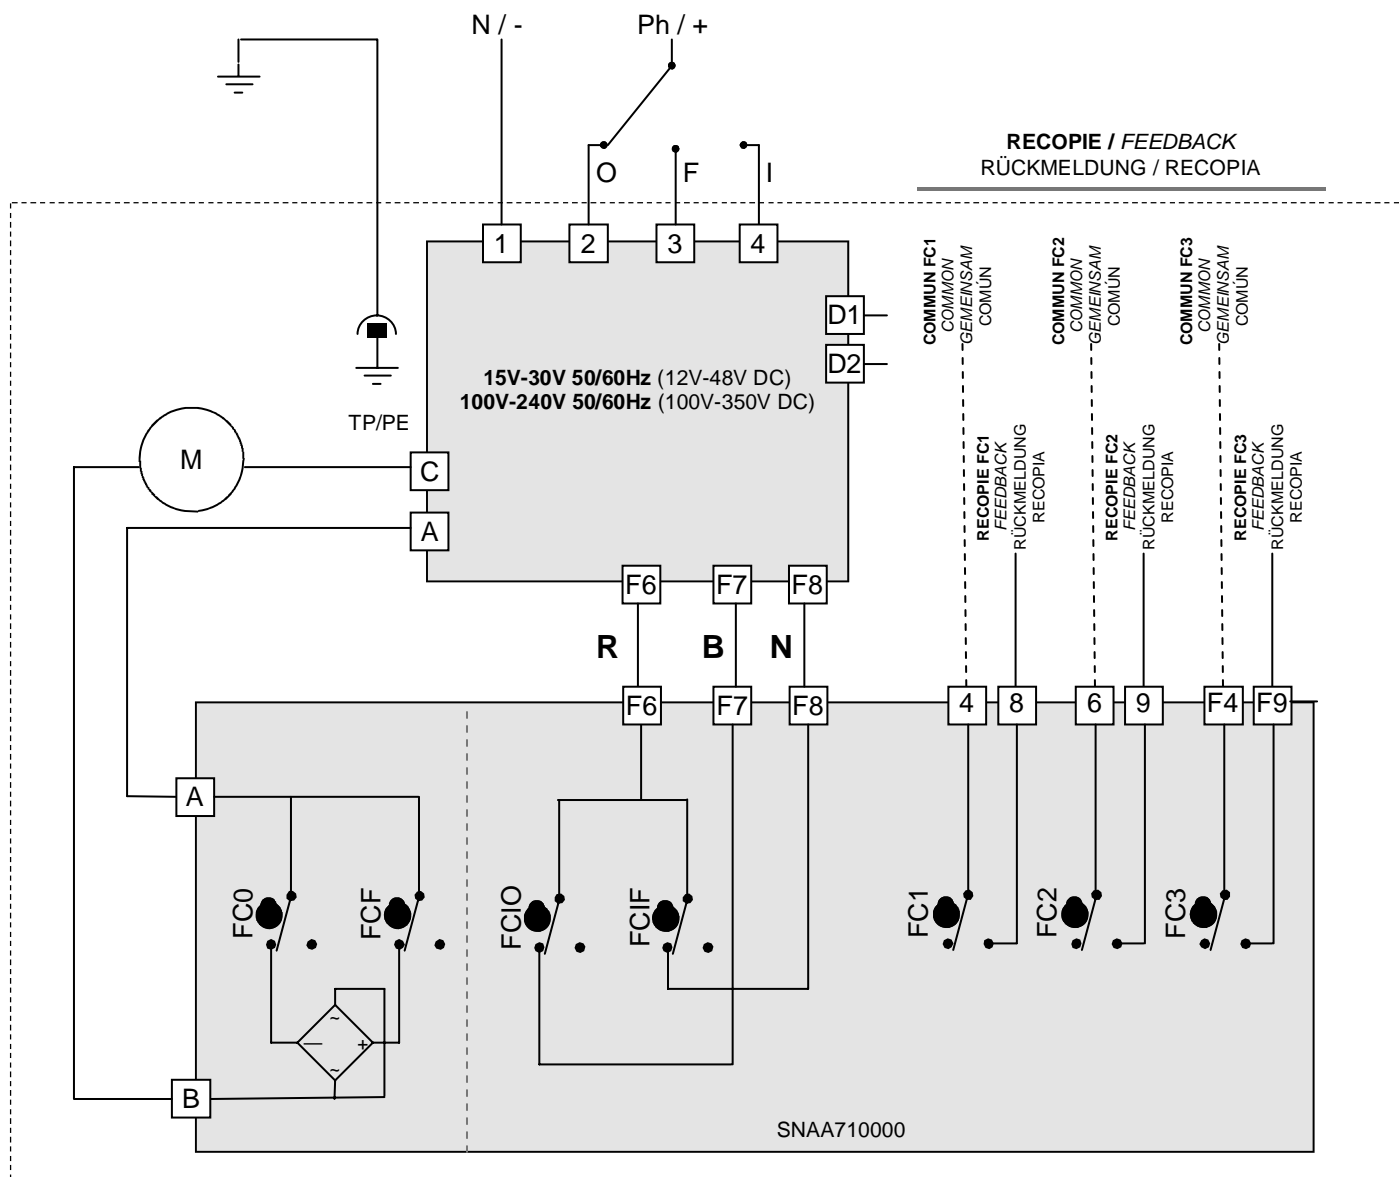 N / -
Ph / +
RECOPIE / FEEDBACK
RÜCKMELDUNG / RECOPIA
O
F
I
1
2
3
4
D1
D2
15V-30V 50/60Hz (12V-48V DC)
100V-240V 50/60Hz (100V-350V DC)
TP/PE
M
C
A
F6
F7
F8
R
B
N
COMMUN FC1
COMMON
GEMEINSAM
COMÚN
COMMUN FC2
COMMON
GEMEINSAM
COMÚN
COMMUN FC3
COMMON
GEMEINSAM
COMÚN
RECOPIE FC1
FEEDBACK
RÜCKMELDUNG
RECOPIA
RECOPIE FC2
FEEDBACK
RÜCKMELDUNG
RECOPIA
RECOPIE FC3
FEEDBACK
RÜCKMELDUNG
RECOPIA
F6
F7
F8
4
8
6
9
F4
F9
A
FC0
FCF
FCIO
FCIF
FC1
FC2
FC3
~
—
+
~
B
SNAA710000